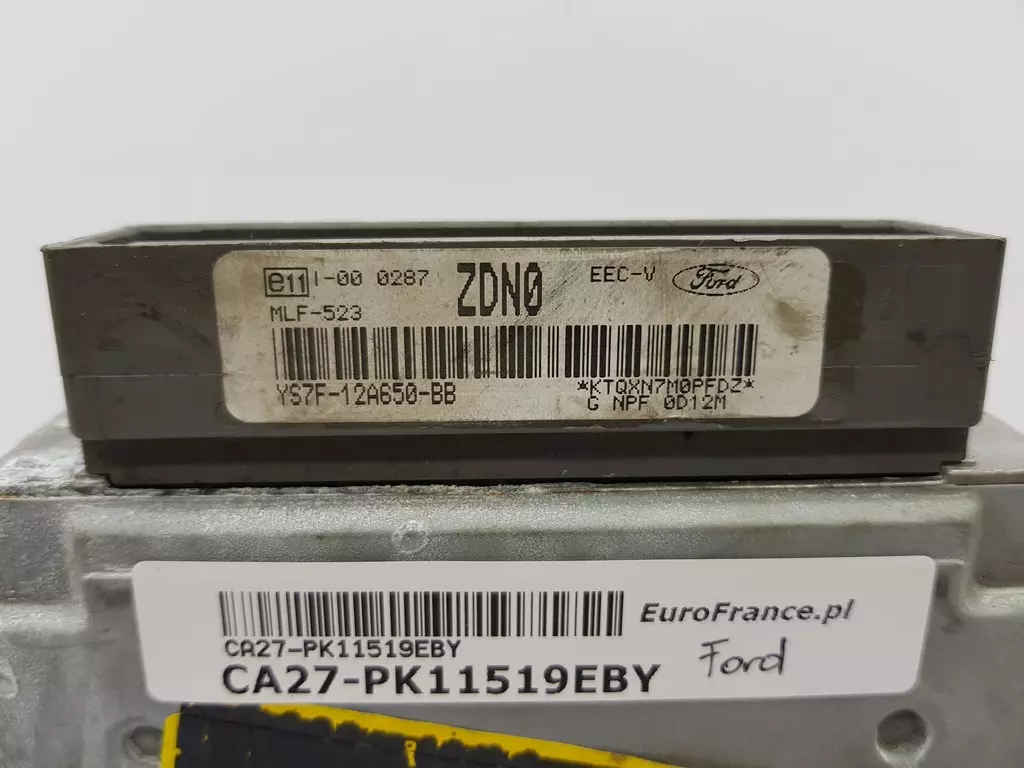 e11 I-00 0287 ZDN0 EEC-V Ford
MLF-523
YS7F-12A650-BB *KTQXN7M0PFDZ*
G NPF 0D12M
EuroFrance.pl
CA27-PK11519EBY
CA27-PK11519EBY Ford